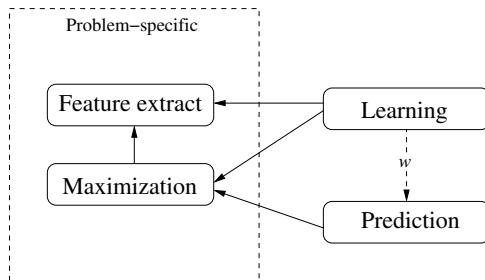 Problem−specific
Feature extract
Learning
w
Maximization
Prediction